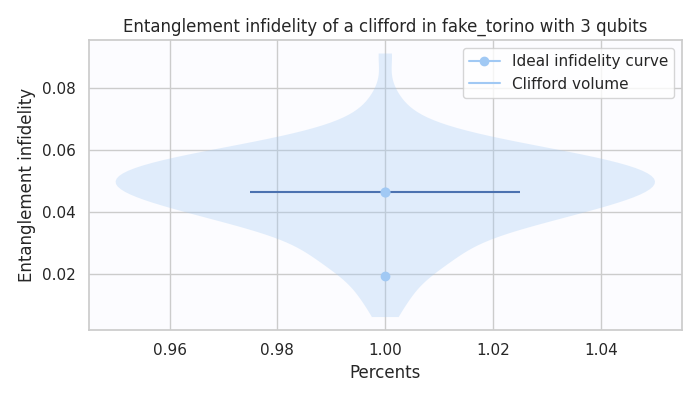 Entanglement infidelity of a clifford in fake_torino with 3 qubits
Entanglement infidelity
0.08
0.06
0.04
0.02
Ideal infidelity curve
Clifford volume
0.96 0.98 1.00 1.02 1.04
Percents